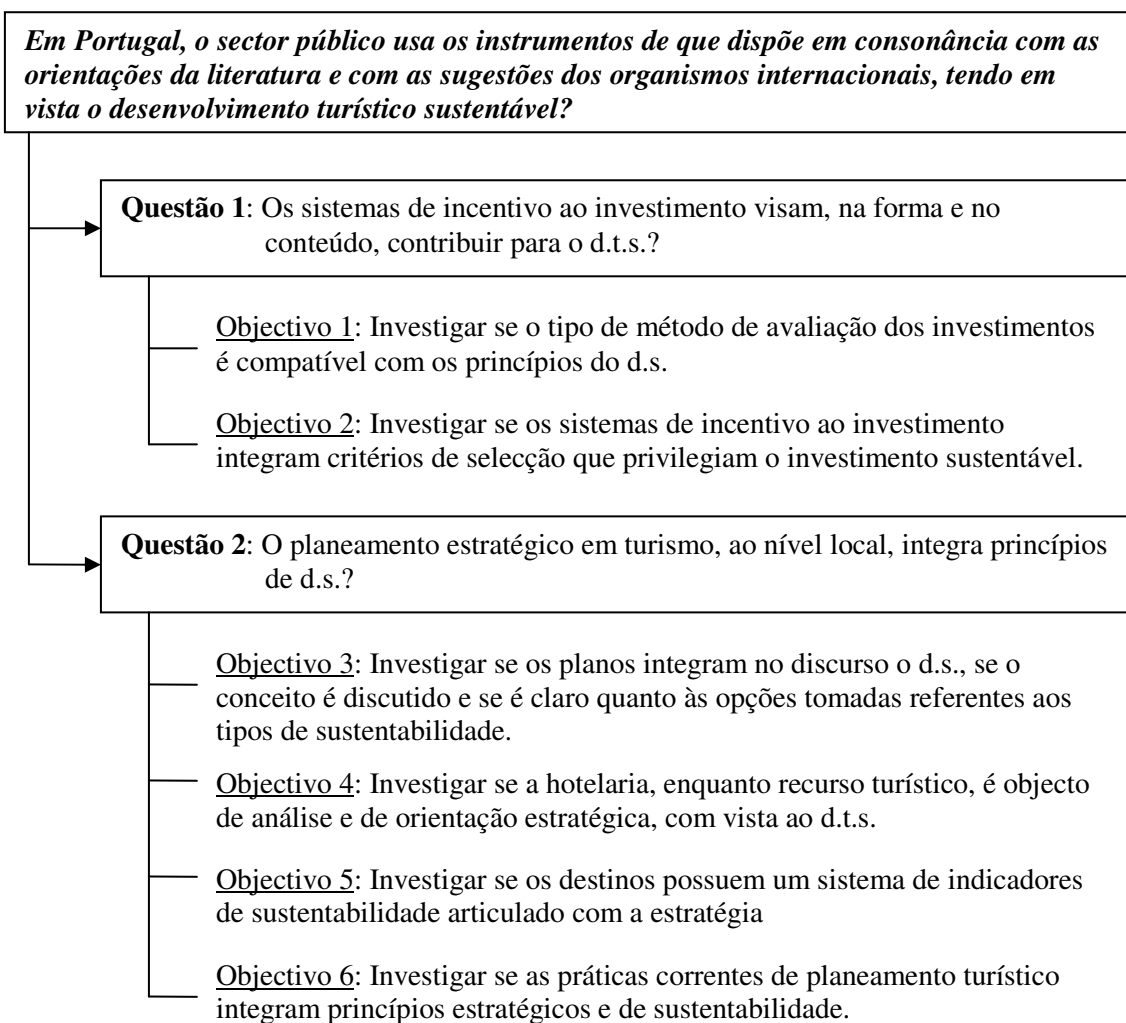 Em Portugal, o sector público usa os instrumentos de que dispõe em consonância com as
orientações da literatura e com as sugestões dos organismos internacionais, tendo em
vista o desenvolvimento turístico sustentável?
Questão 1: Os sistemas de incentivo ao investimento visam, na forma e no
conteúdo, contribuir para o d.t.s.?
Objectivo 1: Investigar se o tipo de método de avaliação dos investimentos
é compatível com os princípios do d.s.
Objectivo 2: Investigar se os sistemas de incentivo ao investimento
integram critérios de selecção que privilegiam o investimento sustentável.
Questão 2: O planeamento estratégico em turismo, ao nível local, integra princípios
de d.s.?
Objectivo 3: Investigar se os planos integram no discurso o d.s., se o
conceito é discutido e se é claro quanto às opções tomadas referentes aos
tipos de sustentabilidade.
Objectivo 4: Investigar se a hotelaria, enquanto recurso turístico, é objecto
de análise e de orientação estratégica, com vista ao d.t.s.
Objectivo 5: Investigar se os destinos possuem um sistema de indicadores
de sustentabilidade articulado com a estratégia
Objectivo 6: Investigar se as práticas correntes de planeamento turístico
integram princípios estratégicos e de sustentabilidade.